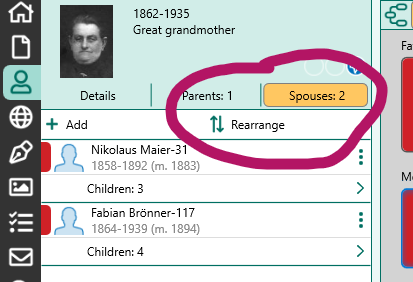 1862-1935
Great grandmother
Details
Parents: 1
Spouses: 2
Add
Rearrange
Nikolaus Maier-31
1858-1892 (m. 1883)
Children: 3
Fabian Brönner-117
1864-1939 (m. 1894)
Children: 4
Fa
M